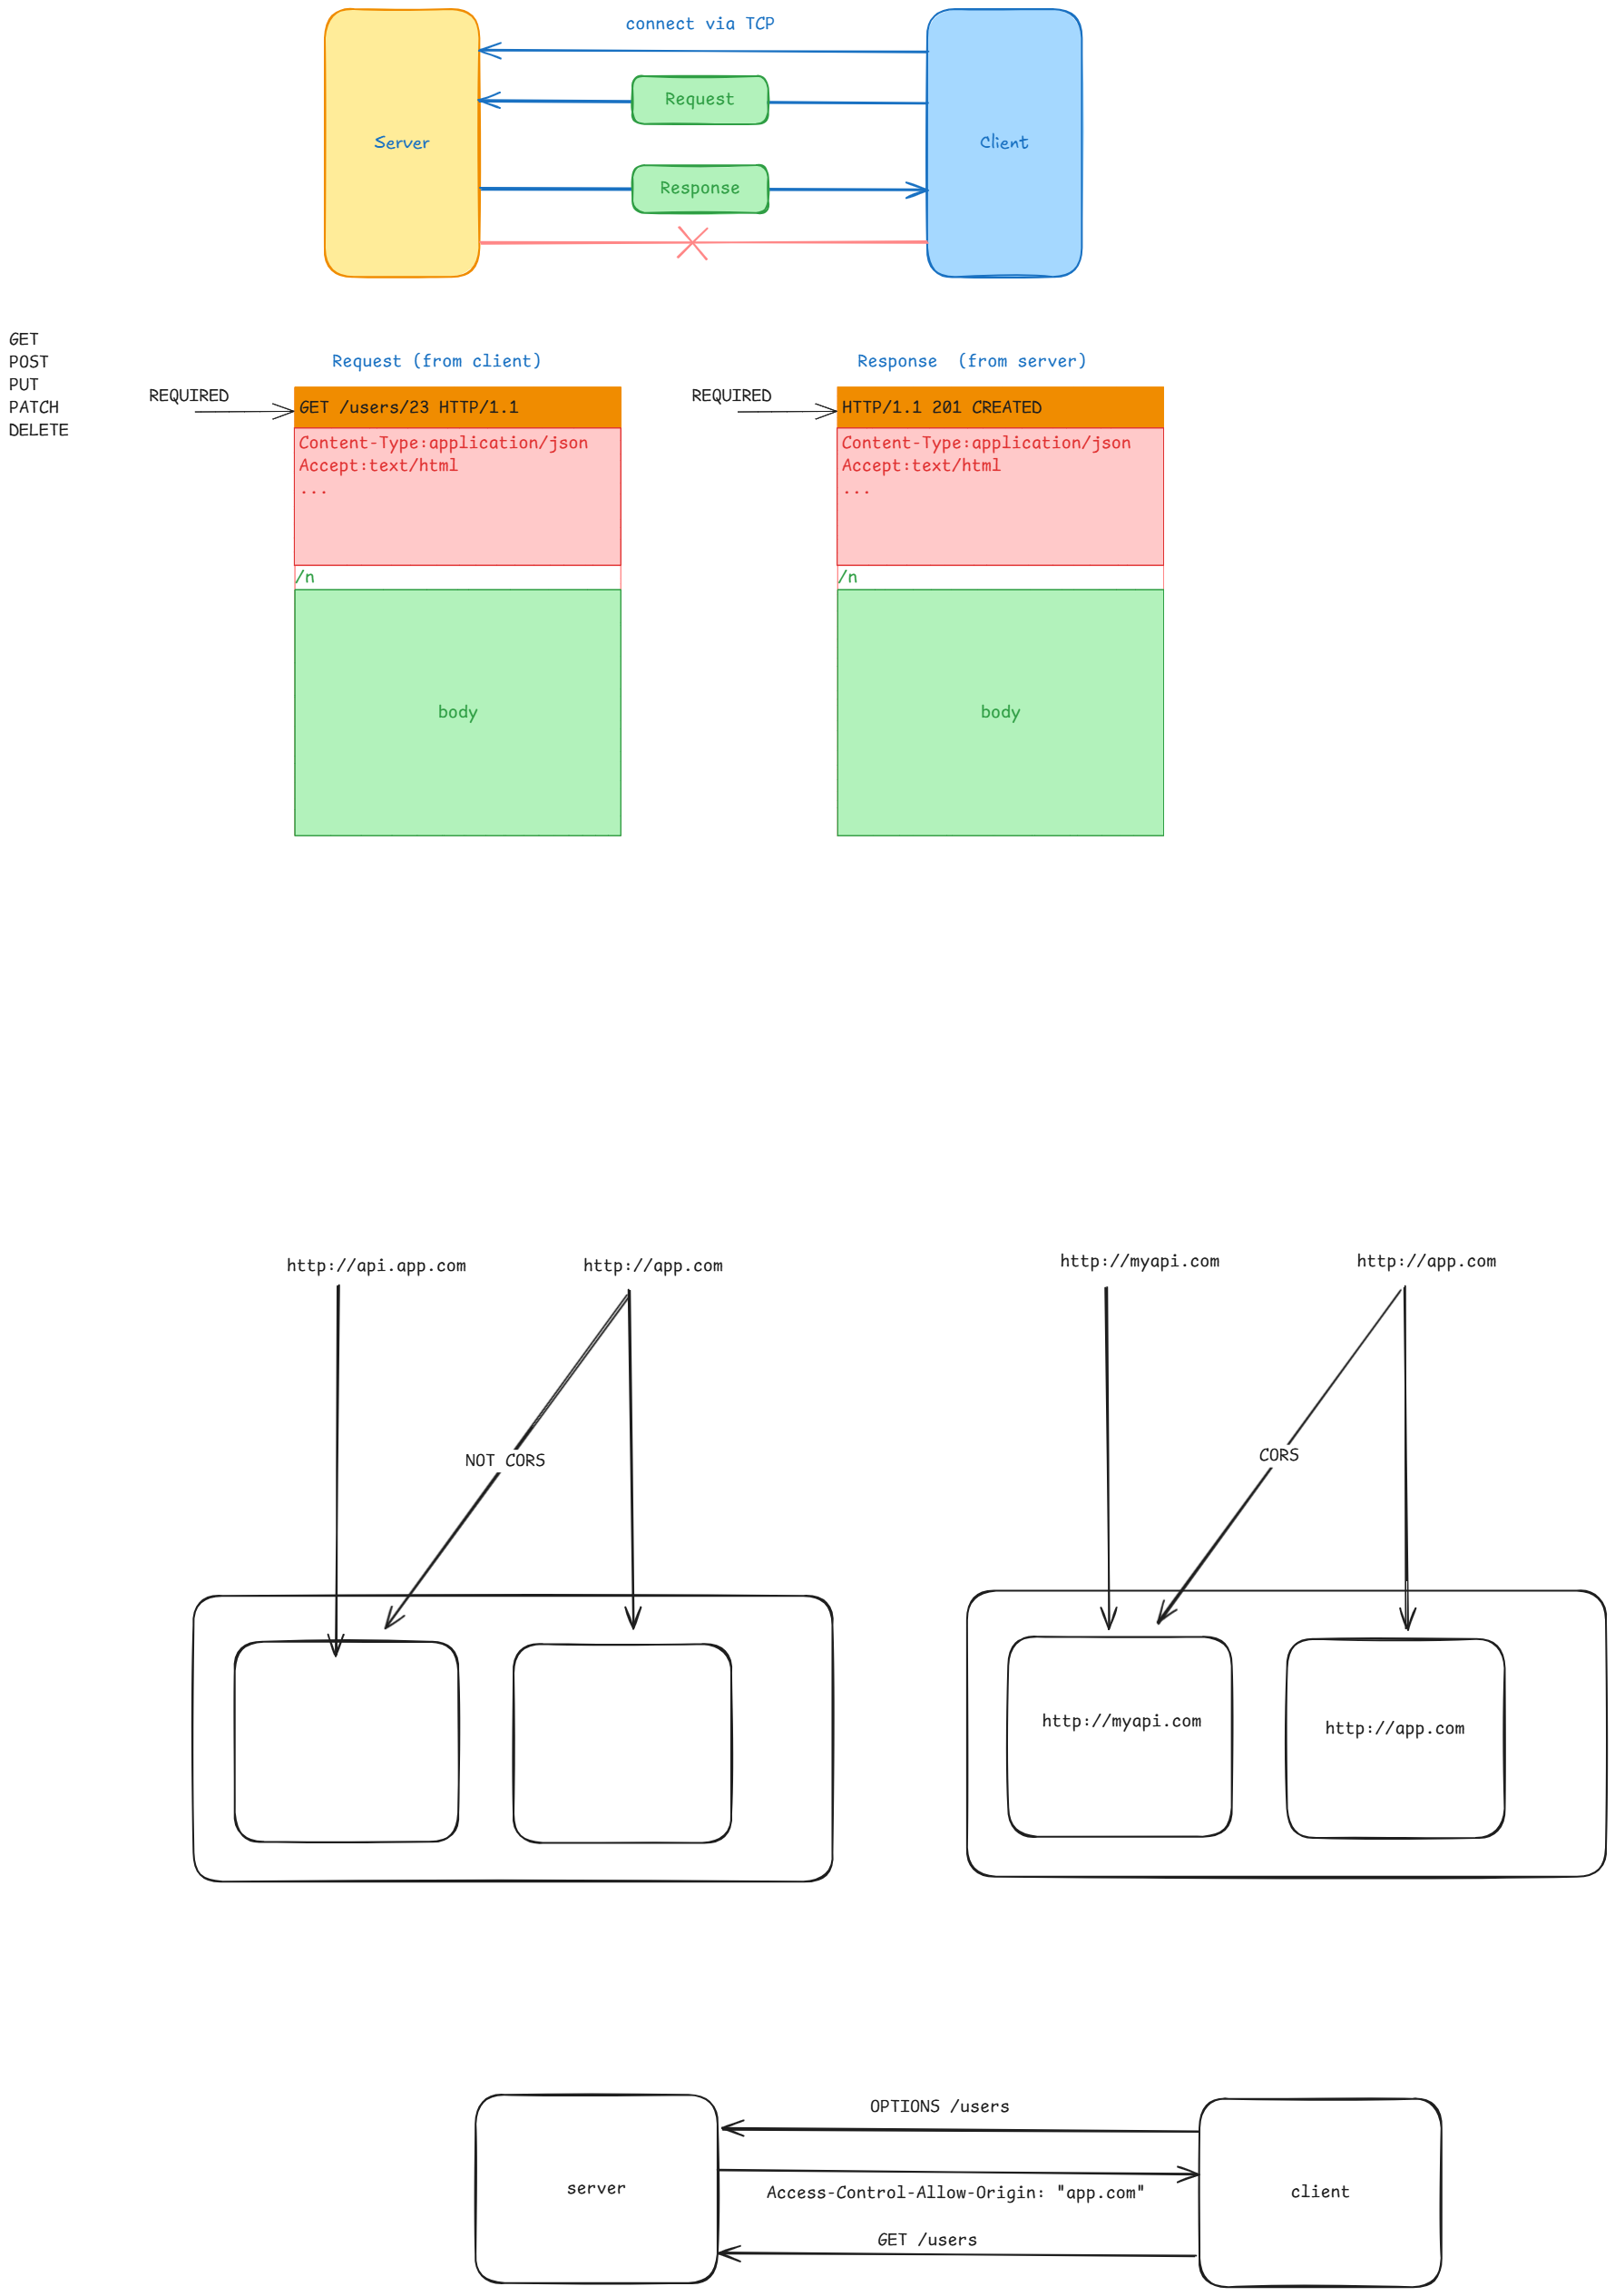 connect via TCP
Request
Server
Client
Response
GET
POST
PUT
PATCH
DELETE
Request (from client)
REQUIRED
GET /users/23 HTTP/1.1
Content-Type:application/json
Accept:text/html
...
/n
body
Response  (from server)
REQUIRED
HTTP/1.1 201 CREATED
Content-Type:application/json
Accept:text/html
...
/n
body
http://api.app.com
http://app.com
NOT CORS
http://myapi.com
http://app.com
CORS
http://myapi.com
http://app.com
OPTIONS /users
server
Access-Control-Allow-Origin: "app.com"
client
GET /users